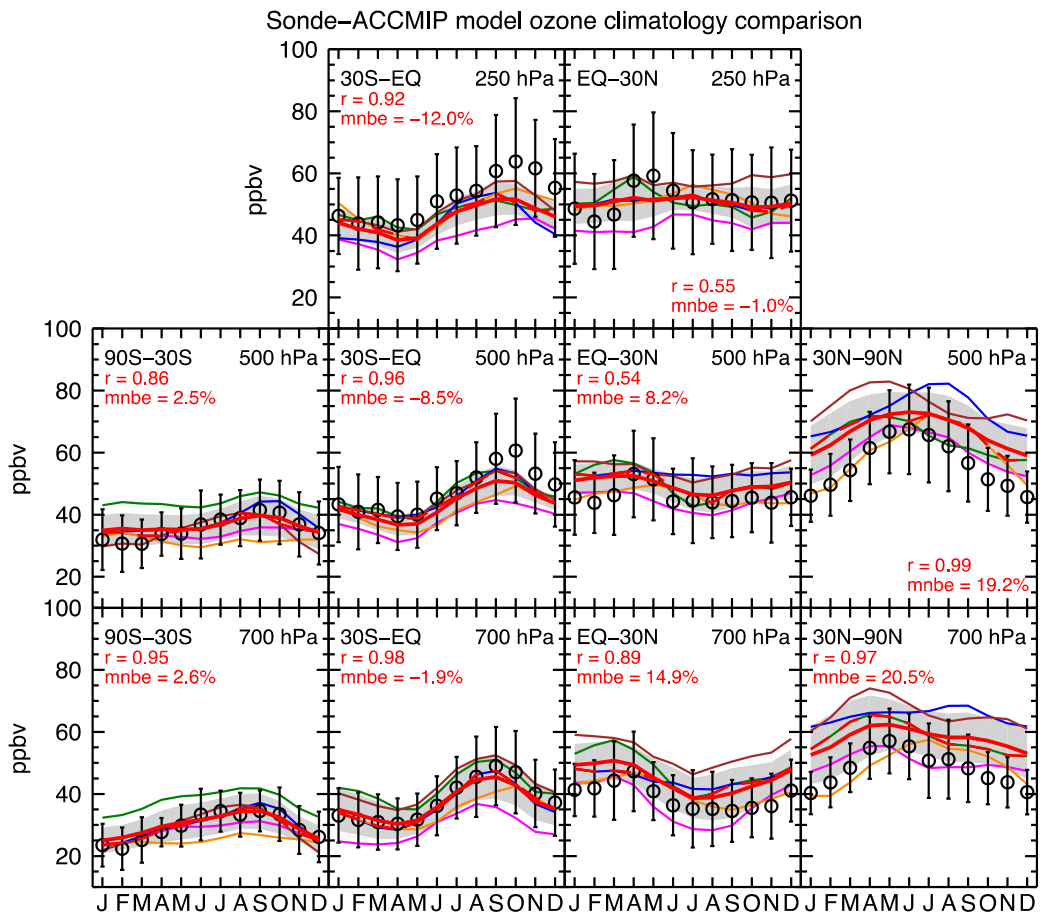 Sonde−ACCMIP model ozone climatology comparison
100
80
60
40
20
ppbv
30S−EQ 250 hPa
r = 0.92
mnbe = −12.0%
EQ−30N 250 hPa
r = 0.55
mnbe = −1.0%
100
80
60
40
20
ppbv
90S−30S 500 hPa
r = 0.86
mnbe = 2.5%
30S−EQ 500 hPa
r = 0.96
mnbe = −8.5%
EQ−30N 500 hPa
r = 0.54
mnbe = 8.2%
30N−90N 500 hPa
r = 0.99
mnbe = 19.2%
100
80
60
40
20
ppbv
90S−30S 700 hPa
r = 0.95
mnbe = 2.6%
30S−EQ 700 hPa
r = 0.98
mnbe = −1.9%
EQ−30N 700 hPa
r = 0.89
mnbe = 14.9%
30N−90N 700 hPa
r = 0.97
mnbe = 20.5%
J F M A M J J A S O N D J F M A M J J A S O N D J F M A M J J A S O N D J F M A M J J A S O N D